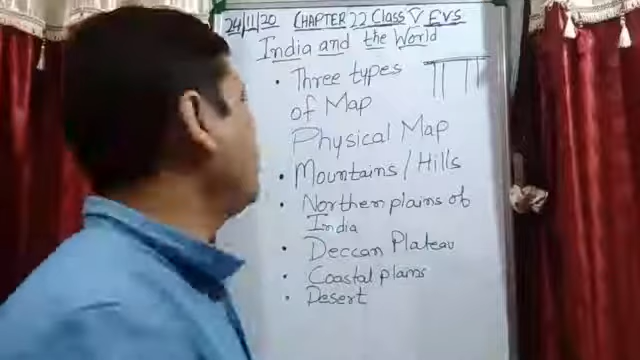 24/11/20 CHAPTER 22 Class V EVS
India and the World
• Three types
of Map
Physical Map
• Mountains/Hills
• Northern plains of
India
• Deccan Plateau
• Coastal plains
• Desert